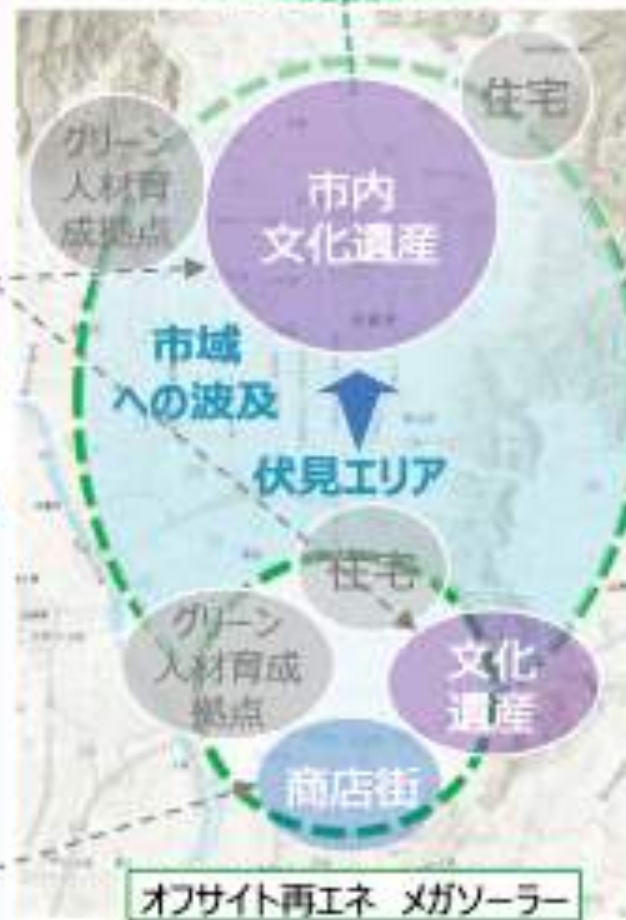 住宅
グリーン
人材育
成拠点
市内
文化遺産
市域
への波及
伏見エリア
住宅
グリーン
人材育成
拠点
文化
遺産
商店街
オフサイト再エネ メガソーラー